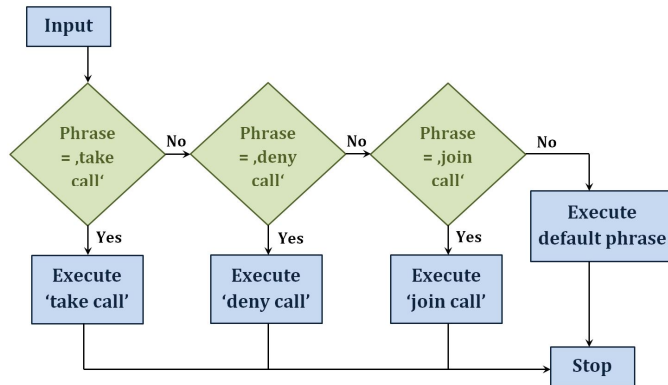 Input
Phrase
= ‚take
call‘
No
Phrase
= ‚deny
call‘
No
Phrase
= ‚join
call‘
No
Yes
Yes
Yes
Execute
‘take call’
Execute
‘deny call’
Execute
‘join call’
Execute
default phrase
Stop